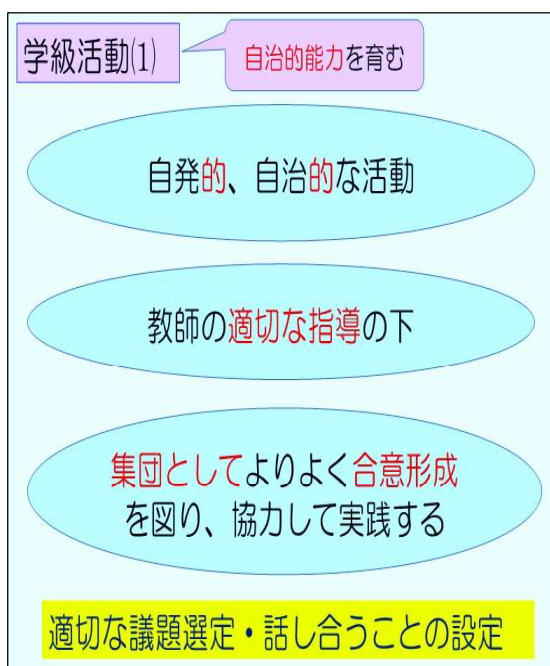 学級活動(1)
自治的能力を育む
自発的、自治的な活動
教師の適切な指導の下
集団としてよりよく合意形成
を図り、協力して実践する
適切な議題選定・話し合うことの設定